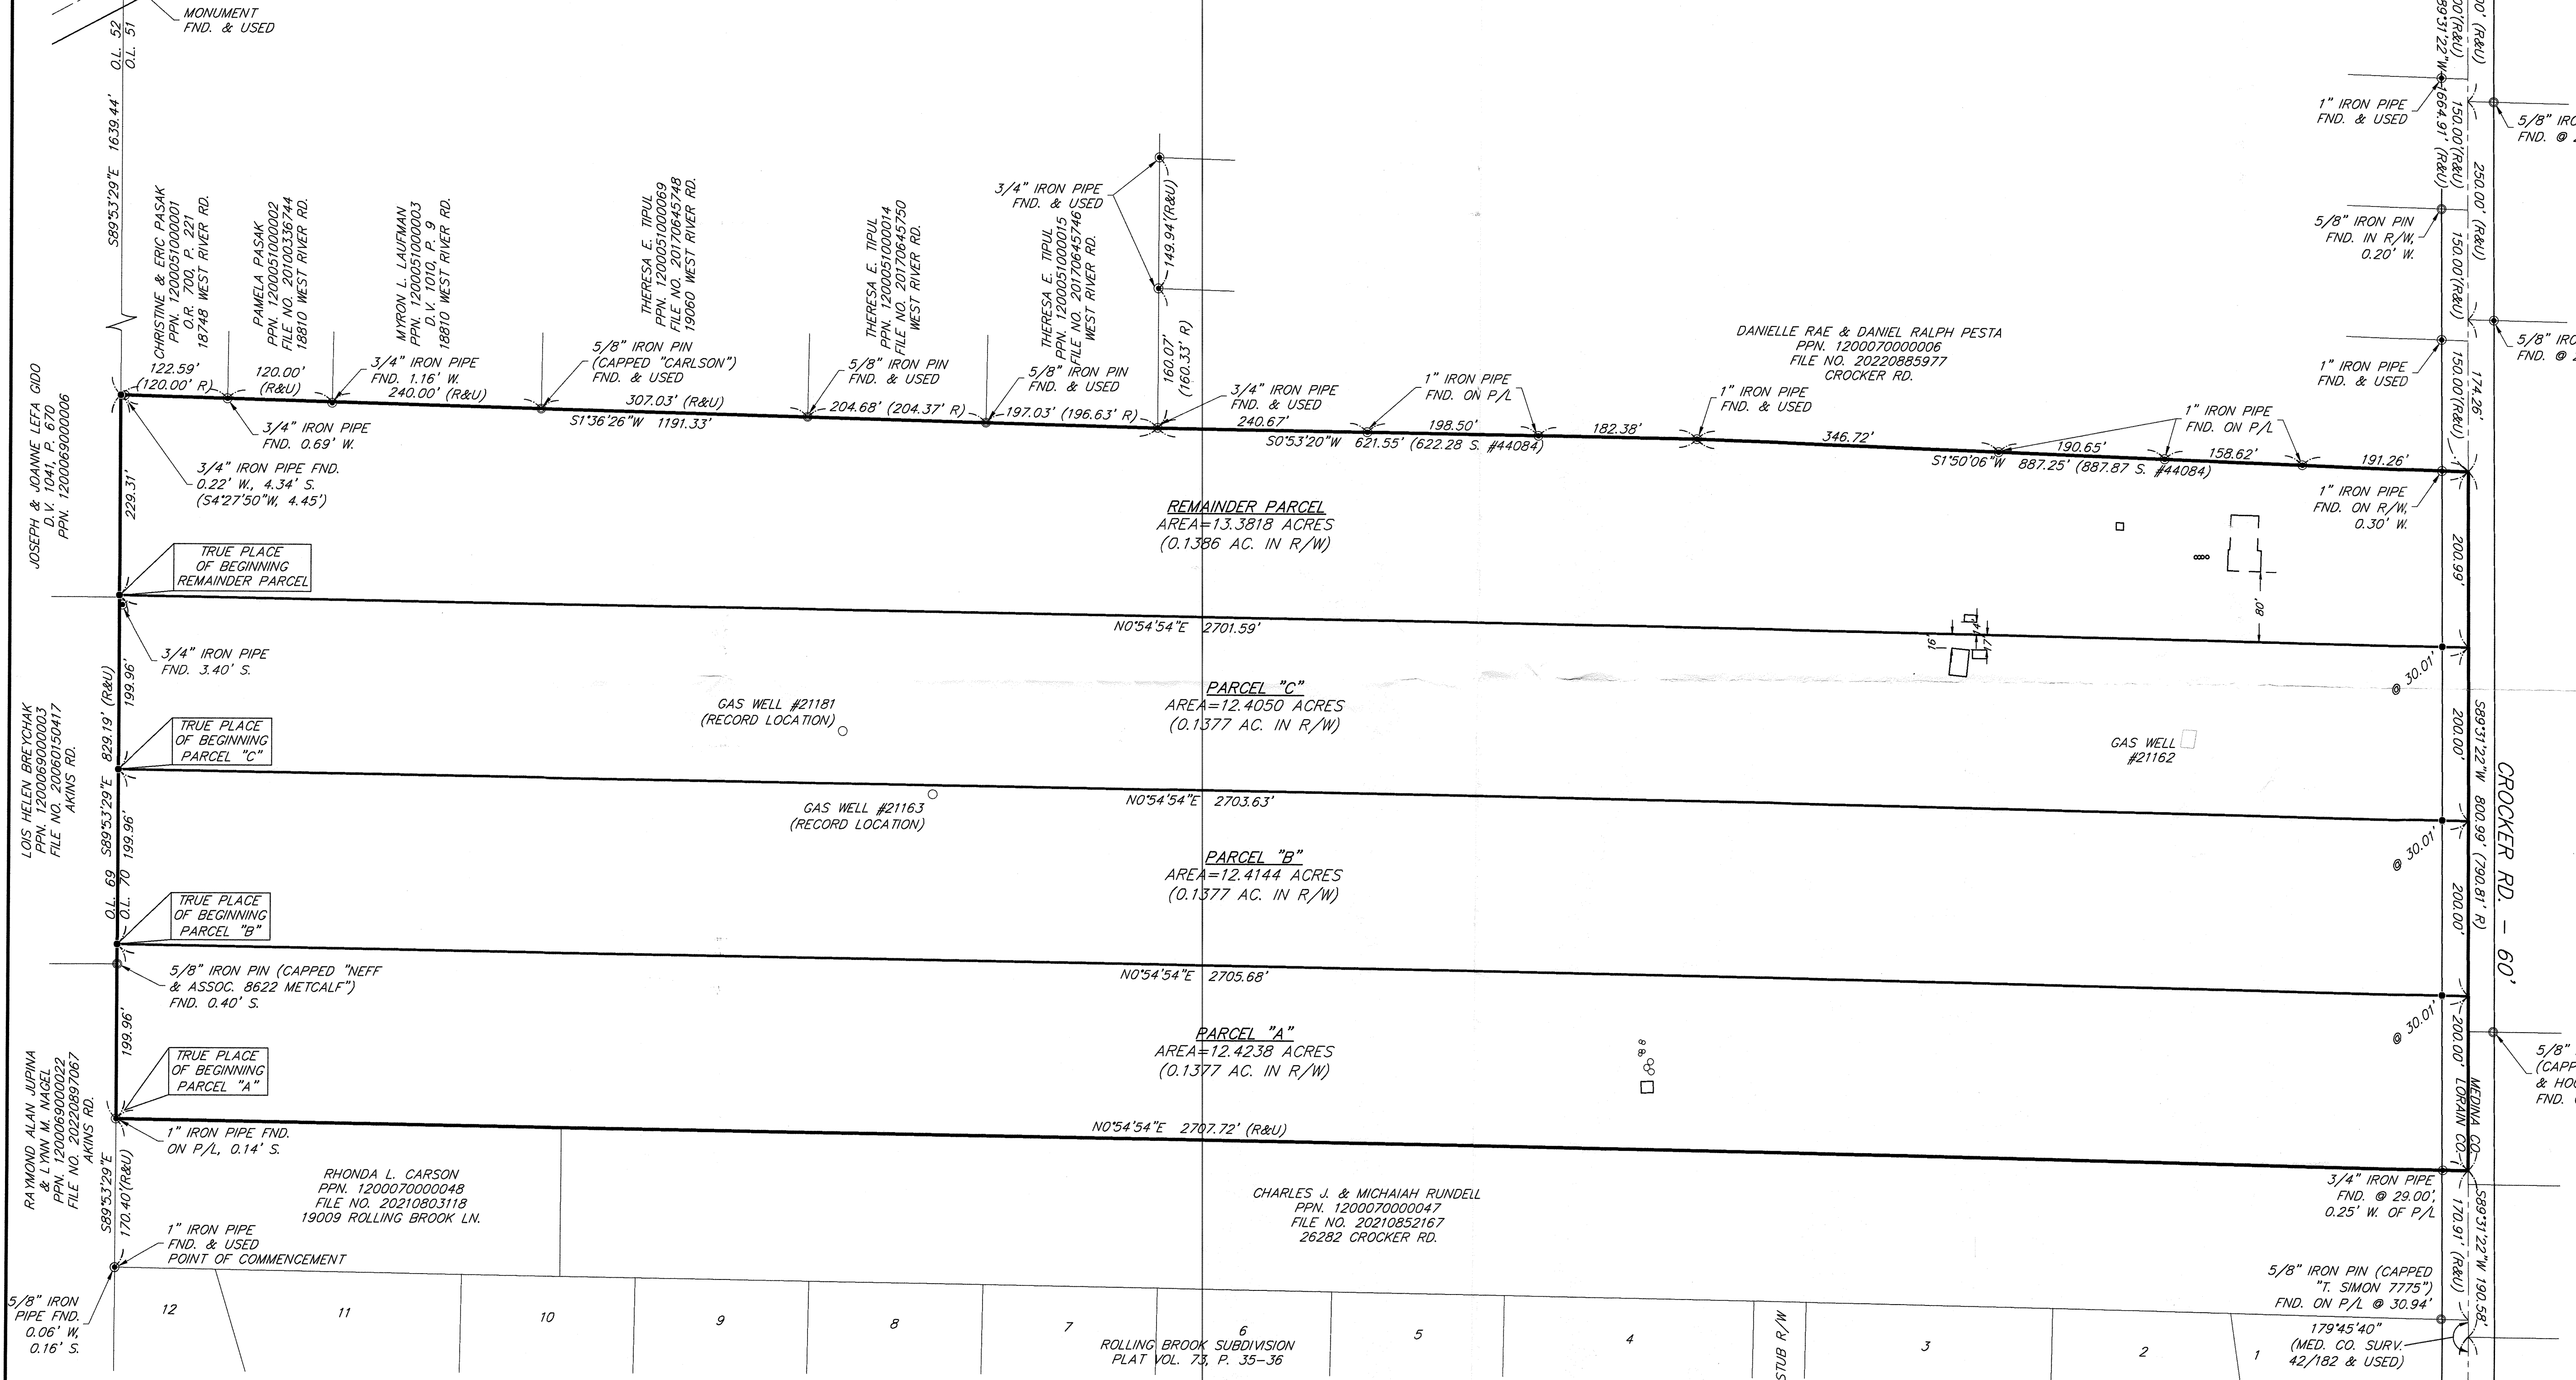 MONUMENT
FND. & USED
O.L. 52
O.L. 51
S89°53'29"E 1639.44'
CHRISTINE & ERIC PASAK
PPN. 1200051000001
O.R. 700, P. 221
18748 WEST RIVER RD.
PAMELA PASAK
PPN. 1200051000002
FILE NO. 20100336744
18810 WEST RIVER RD.
MYRON L. LAUFMAN
PPN. 1200051000003
D.V. 1010, P. 9
18810 WEST RIVER RD.
THERESA E. TIPUL
PPN. 1200051000069
FILE NO. 20170645748
19060 WEST RIVER RD.
THERESA E. TIPUL
PPN. 1200051000014
FILE NO. 20170645750
WEST RIVER RD.
THERESA E. TIPUL
PPN. 1200051000015
FILE NO. 20170645746
WEST RIVER RD.
3/4" IRON PIPE
FND. & USED
149.94'(R&U)
160.07'
(160.33' R)
DANIELLE RAE & DANIEL RALPH PESTA
PPN. 1200070000006
FILE NO. 20220885977
CROCKER RD.
122.59'
(120.00' R)
120.00'
(R&U)
3/4" IRON PIPE
FND. 1.16' W.
240.00' (R&U)
5/8" IRON PIN
(CAPPED "CARLSON")
FND. & USED
307.03' (R&U)
5/8" IRON PIN
FND. & USED
204.68' (204.37' R)
5/8" IRON PIN
FND. & USED
197.03' (196.63' R)
3/4" IRON PIPE
FND. & USED
240.67'
1" IRON PIPE
FND. ON P/L
198.50'
182.38'
1" IRON PIPE
FND. & USED
346.72'
1" IRON PIPE
FND. ON P/L
190.65'
158.62'
191.26'
S1°36'26"W 1191.33'
S0°53'20"W 621.55' (622.28 S. #44084)
S1°50'06"W 887.25' (887.87 S. #44084)
3/4" IRON PIPE
FND. 0.69' W.
3/4" IRON PIPE FND.
0.22' W., 4.34' S.
(S4°27'50"W, 4.45')
JOSEPH & JOANNE LEFA GIDO
D.V. 1041, P. 670
PPN. 1200069000006
229.31'
TRUE PLACE
OF BEGINNING
REMAINDER PARCEL
3/4" IRON PIPE
FND. 3.40' S.
REMAINDER PARCEL
AREA=13.3818 ACRES
(0.1386 AC. IN R/W)
N0°54'54"E 2701.59'
16'
14'
17'
80'
LOIS HELEN BREYCHAK
PPN. 1200069000003
FILE NO. 20060150417
AKINS RD.
O.L. 69 S89°53'29"E 829.19' (R&U)
O.L. 70
199.96'
199.96'
199.96'
GAS WELL #21181
(RECORD LOCATION)
PARCEL "C"
AREA=12.4050 ACRES
(0.1377 AC. IN R/W)
GAS WELL
#21162
TRUE PLACE
OF BEGINNING
PARCEL "C"
N0°54'54"E 2703.63'
GAS WELL #21163
(RECORD LOCATION)
PARCEL "B"
AREA=12.4144 ACRES
(0.1377 AC. IN R/W)
TRUE PLACE
OF BEGINNING
PARCEL "B"
5/8" IRON PIN (CAPPED "NEFF
& ASSOC. 8622 METCALF")
FND. 0.40' S.
N0°54'54"E 2705.68'
PARCEL "A"
AREA=12.4238 ACRES
(0.1377 AC. IN R/W)
RAYMOND ALAN JUPINA
& LYNN M. NAGEL
PPN. 1200069000022
FILE NO. 20220897067
AKINS RD.
TRUE PLACE
OF BEGINNING
PARCEL "A"
1" IRON PIPE FND.
ON P/L, 0.14' S.
N0°54'54"E 2707.72' (R&U)
S89°53'29"E
170.40'(R&U)
RHONDA L. CARSON
PPN. 1200070000048
FILE NO. 20210803118
19009 ROLLING BROOK LN.
CHARLES J. & MICHAIAH RUNDELL
PPN. 1200070000047
FILE NO. 20210852167
26282 CROCKER RD.
1" IRON PIPE
FND. & USED
POINT OF COMMENCEMENT
5/8" IRON
PIPE FND.
0.06' W,
0.16' S.
12
11
10
9
8
7
6
5
4
3
2
1
ROLLING BROOK SUBDIVISION
PLAT VOL. 73, P. 35-36
STUB R/W
00'(R&U)
00' (R&U)
89°31'22"W 1664.91' (R&U)
1" IRON PIPE
FND. & USED
150.00'(R&U)
5/8" IRO
FND. @ 2
250.00' (R&U)
5/8" IRON PIN
FND. IN R/W,
0.20' W.
150.00'(R&U)
5/8" IRO
FND. @ 2
1" IRON PIPE
FND. & USED
150.00'(R&U)
174.26'
1" IRON PIPE
FND. ON R/W,
0.30' W.
200.99'
@ 30.01'
200.00'
S89°31'22"W 800.99' (790.81' R)
CROCKER RD. - 60'
@ 30.01'
200.00'
@ 30.01'
200.00'
LORAIN CO.
MEDINA CO.
5/8"
(CAPP
& HO
FND.
3/4" IRON PIPE
FND. @ 29.00',
0.25' W. OF P/L
170.91' (R&U)
S89°31'22"W 190.58'
5/8" IRON PIN (CAPPED
"T. SIMON 7775")
FND. ON P/L @ 30.94'
179°45'40"
(MED. CO. SURV.
42/182 & USED)